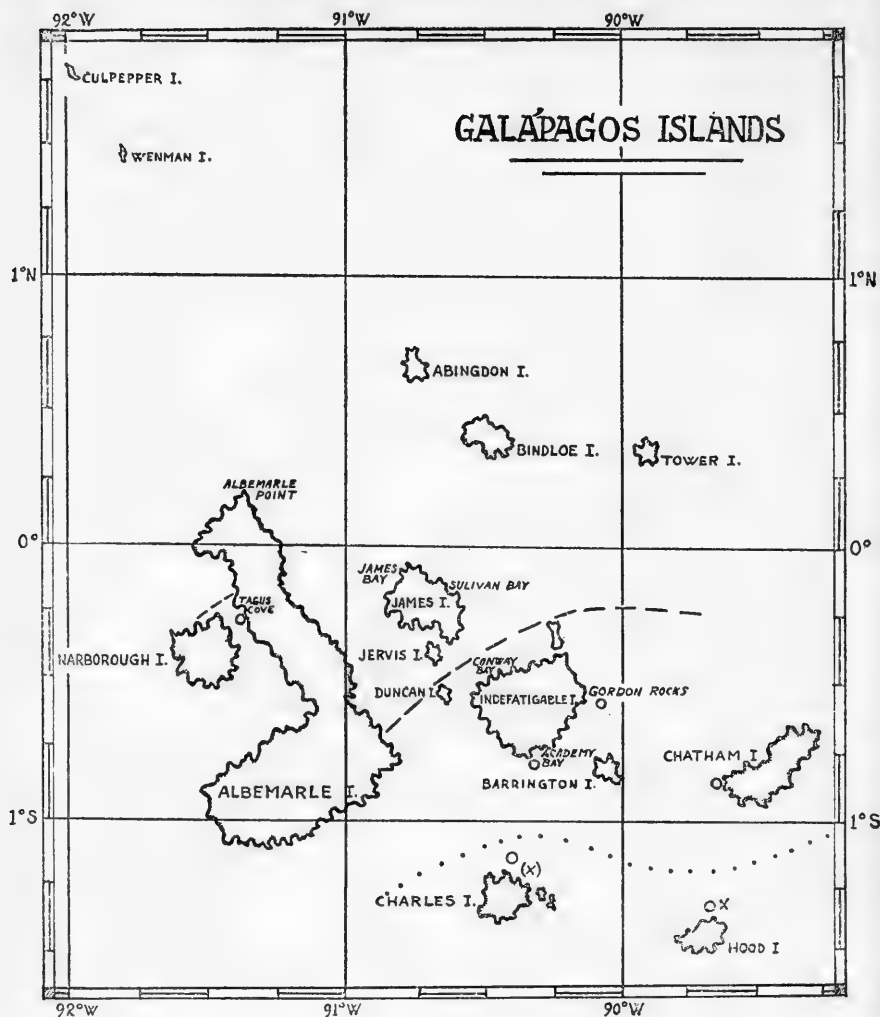 92°W 91°W 90°W
CULPEPPER I.
GALÁPAGOS ISLANDS
WENMAN I.
1°N 1°N
ABINGDON I.
BINDLOE I.
TOWER I.
ALBEMARLE
POINT
0° 0°
JAMES
BAY
SULIVAN BAY
JAMES I.
TAGUS
COVE
NARBOROUGH I.
JERVIS I.
CONWAY
BAY
DUNCAN I.
INDEFATIGABLE I.
GORDON ROCKS
ACADEMY
BAY
CHATHAM I
BARRINGTON I.
ALBEMARLE I.
1°S 1°S
(X)
CHARLES I.
X
HOOD I
92°W 91°W 90°W